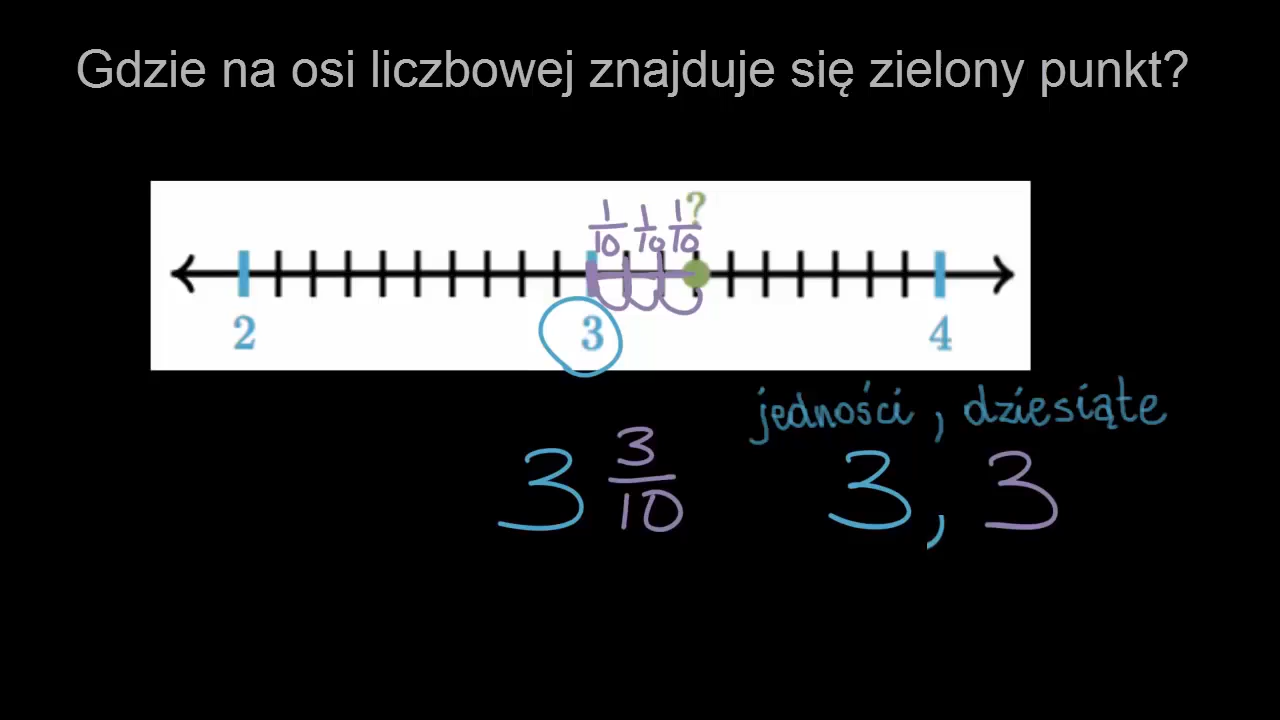 Gdzie na osi liczbowej znajduje się zielony punkt?
1/10 1/10 1/10 ?
2 3 4
jedności , dziesiąte
3 3/10 3,3